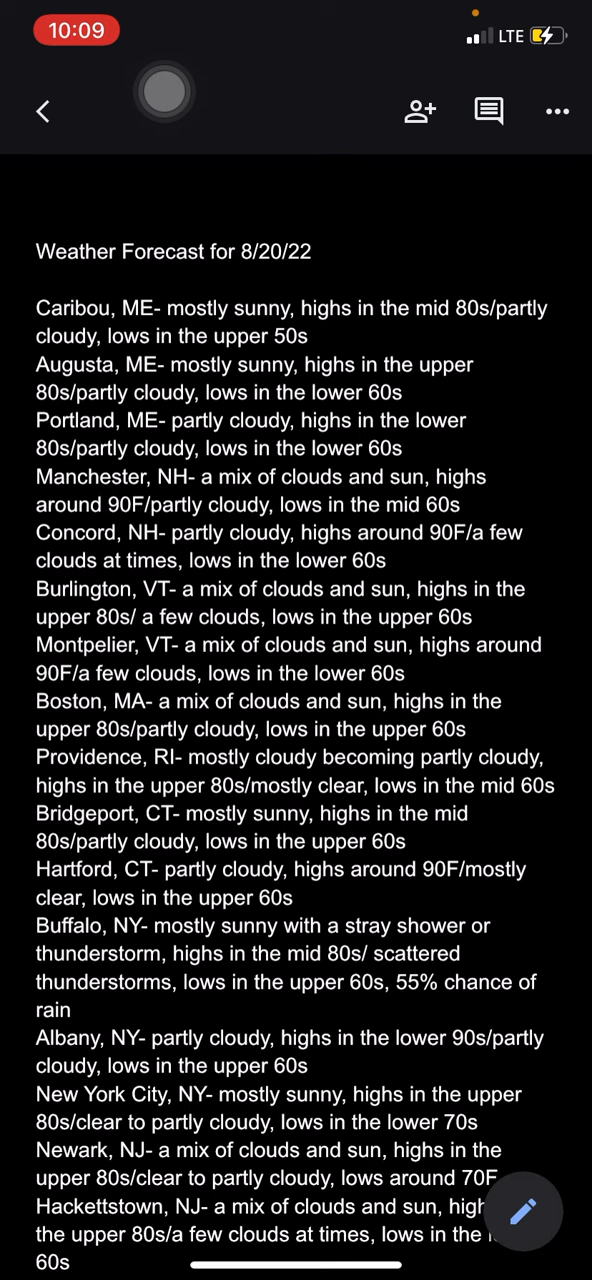 10:09
LTE
Weather Forecast for 8/20/22
Caribou, ME- mostly sunny, highs in the mid 80s/partly
cloudy, lows in the upper 50s
Augusta, ME- mostly sunny, highs in the upper
80s/partly cloudy, lows in the lower 60s
Portland, ME- partly cloudy, highs in the lower
80s/partly cloudy, lows in the lower 60s
Manchester, NH- a mix of clouds and sun, highs
around 90F/partly cloudy, lows in the mid 60s
Concord, NH- partly cloudy, highs around 90F/a few
clouds at times, lows in the lower 60s
Burlington, VT- a mix of clouds and sun, highs in the
upper 80s/ a few clouds, lows in the upper 60s
Montpelier, VT- a mix of clouds and sun, highs around
90F/a few clouds, lows in the lower 60s
Boston, MA- a mix of clouds and sun, highs in the
upper 80s/partly cloudy, lows in the upper 60s
Providence, RI- mostly cloudy becoming partly cloudy,
highs in the upper 80s/mostly clear, lows in the mid 60s
Bridgeport, CT- mostly sunny, highs in the mid
80s/partly cloudy, lows in the upper 60s
Hartford, CT- partly cloudy, highs around 90F/mostly
clear, lows in the upper 60s
Buffalo, NY- mostly sunny with a stray shower or
thunderstorm, highs in the mid 80s/ scattered
thunderstorms, lows in the upper 60s, 55% chance of
rain
Albany, NY- partly cloudy, highs in the lower 90s/partly
cloudy, lows in the upper 60s
New York City, NY- mostly sunny, highs in the upper
80s/clear to partly cloudy, lows in the lower 70s
Newark, NJ- a mix of clouds and sun, highs in the
upper 80s/clear to partly cloudy, lows around 70F
Hackettstown, NJ- a mix of clouds and sun,
the upper 80s/a few clouds at times, lows in the
60s